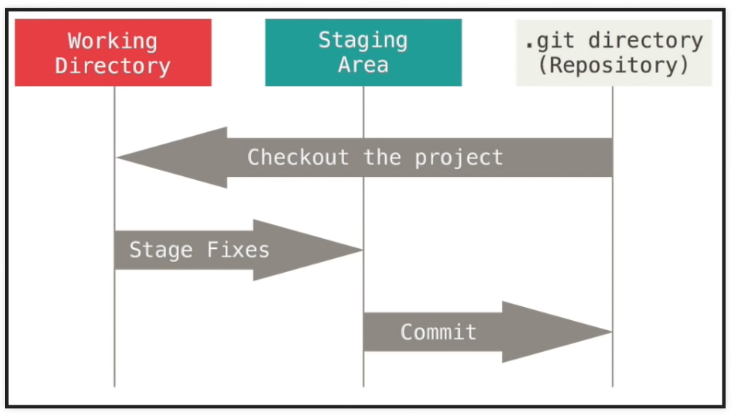 Working
Directory
Staging
Area
.git directory
(Repository)
Checkout the project
Stage Fixes
Commit